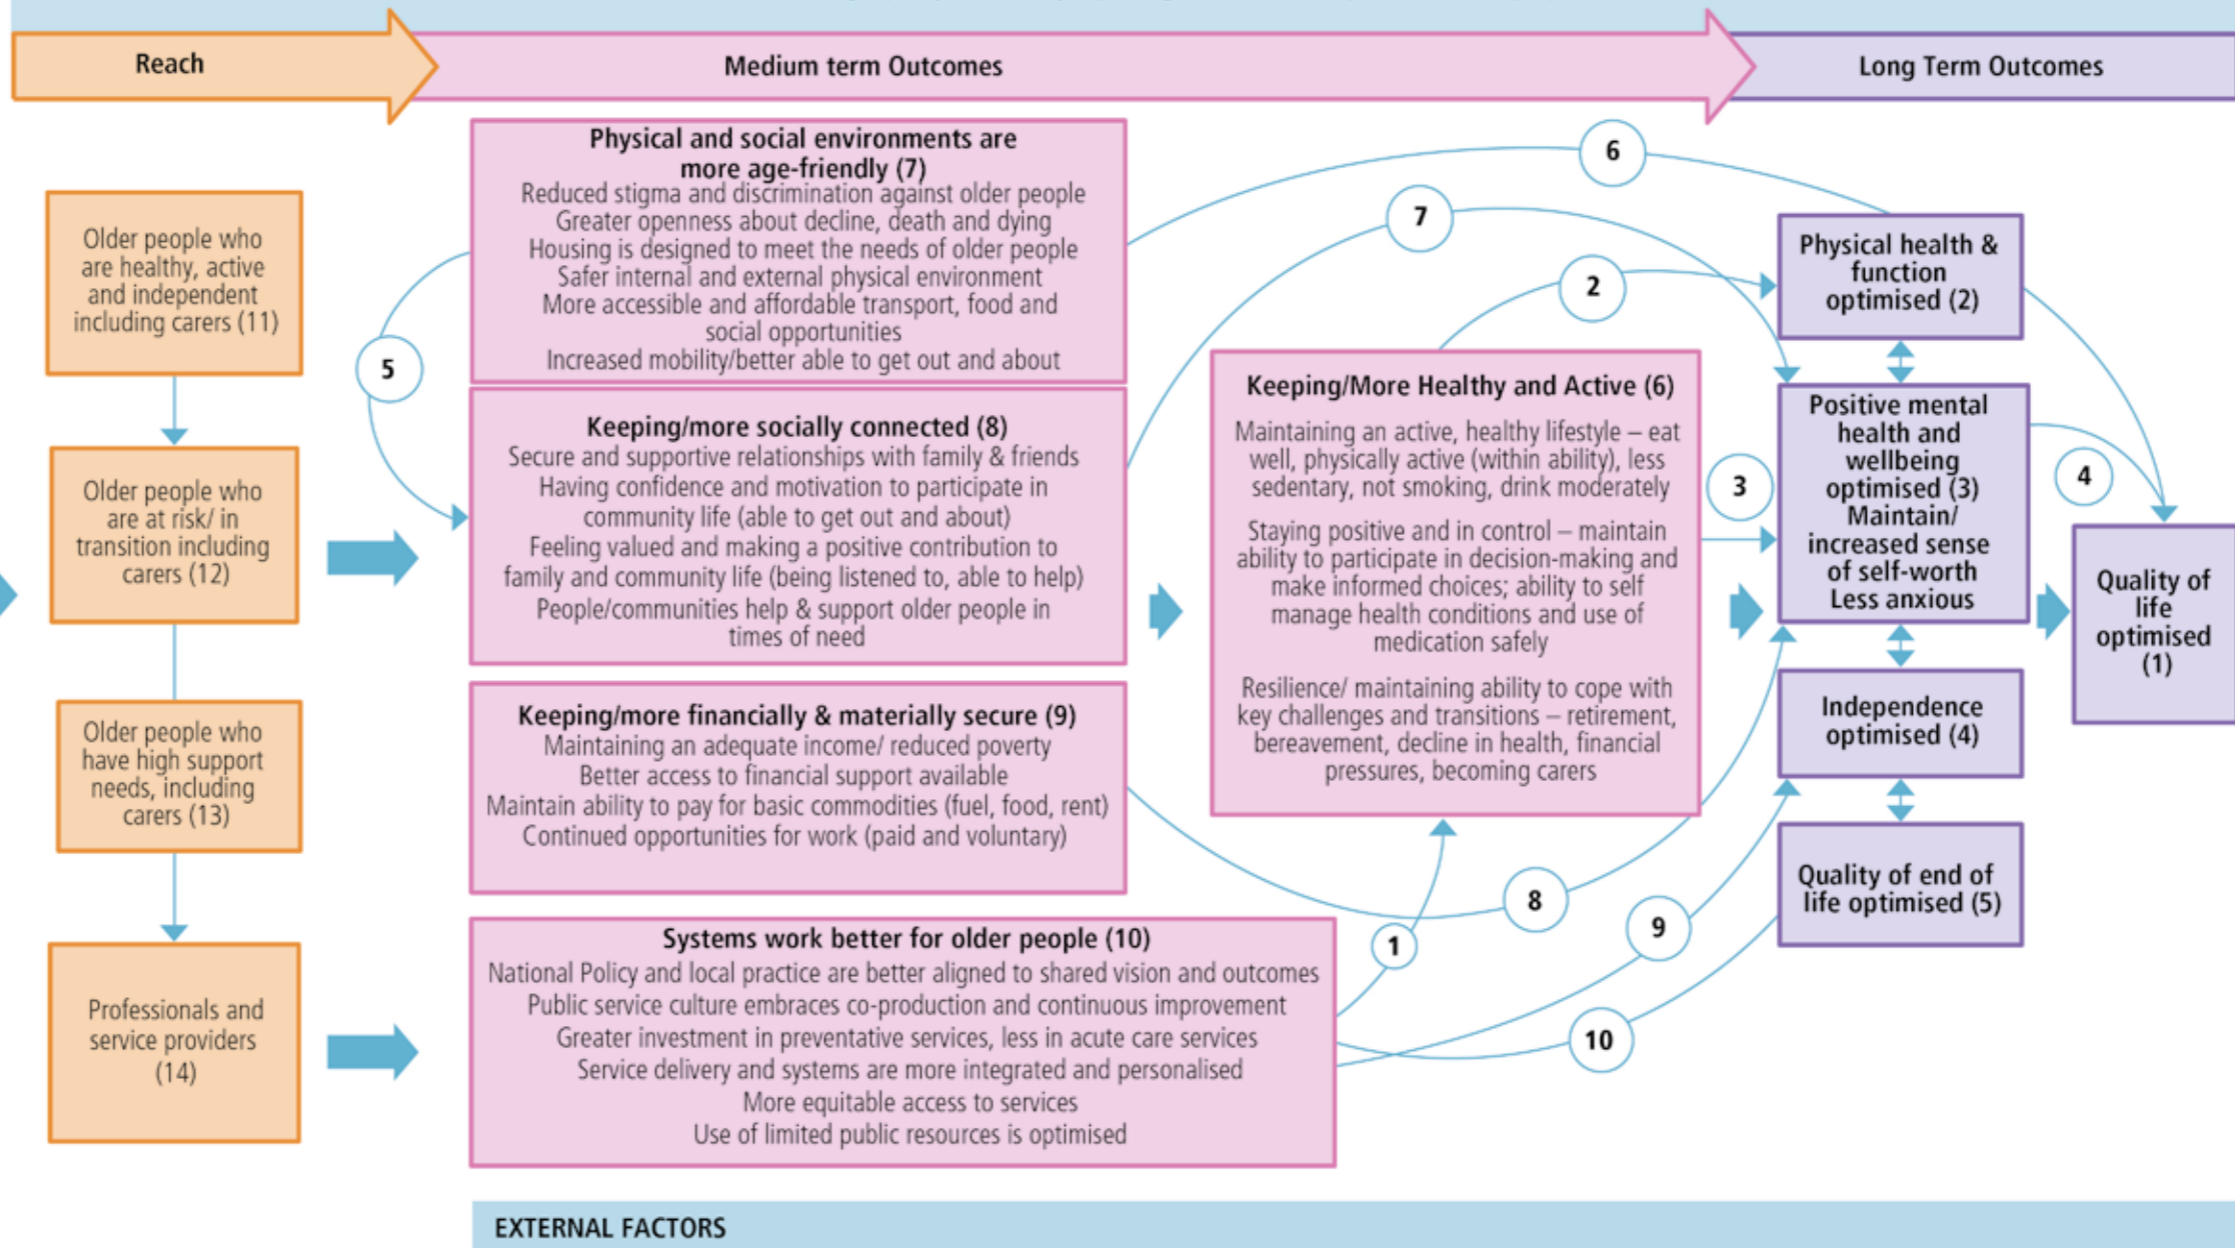 Reach
Medium term Outcomes
Long Term Outcomes
Older people who
are healthy, active
and independent
including carers (11)
Older people who
are at risk/ in
transition including
carers (12)
Older people who
have high support
needs, including
carers (13)
Professionals and
service providers
(14)
5
Physical and social environments are
more age-friendly (7)
Reduced stigma and discrimination against older people
Greater openness about decline, death and dying
Housing is designed to meet the needs of older people
Safer internal and external physical environment
More accessible and affordable transport, food and
social opportunities
Increased mobility/better able to get out and about
Keeping/more socially connected (8)
Secure and supportive relationships with family & friends
Having confidence and motivation to participate in
community life (able to get out and about)
Feeling valued and making a positive contribution to
family and community life (being listened to, able to help)
People/communities help & support older people in
times of need
Keeping/more financially & materially secure (9)
Maintaining an adequate income/ reduced poverty
Better access to financial support available
Maintain ability to pay for basic commodities (fuel, food, rent)
Continued opportunities for work (paid and voluntary)
Systems work better for older people (10)
National Policy and local practice are better aligned to shared vision and outcomes
Public service culture embraces co-production and continuous improvement
Greater investment in preventative services, less in acute care services
Service delivery and systems are more integrated and personalised
More equitable access to services
Use of limited public resources is optimised
6
7
2
Keeping/More Healthy and Active (6)
Maintaining an active, healthy lifestyle – eat
well, physically active (within ability), less
sedentary, not smoking, drink moderately
Staying positive and in control – maintain
ability to participate in decision-making and
make informed choices; ability to self
manage health conditions and use of
medication safely
Resilience/ maintaining ability to cope with
key challenges and transitions – retirement,
bereavement, decline in health, financial
pressures, becoming carers
3
8
1
9
10
Physical health &
function
optimised (2)
Positive mental
health and
wellbeing
optimised (3)
Maintain/
increased sense
of self-worth
Less anxious
Independence
optimised (4)
Quality of end of
life optimised (5)
4
Quality of
life
optimised
(1)
EXTERNAL FACTORS